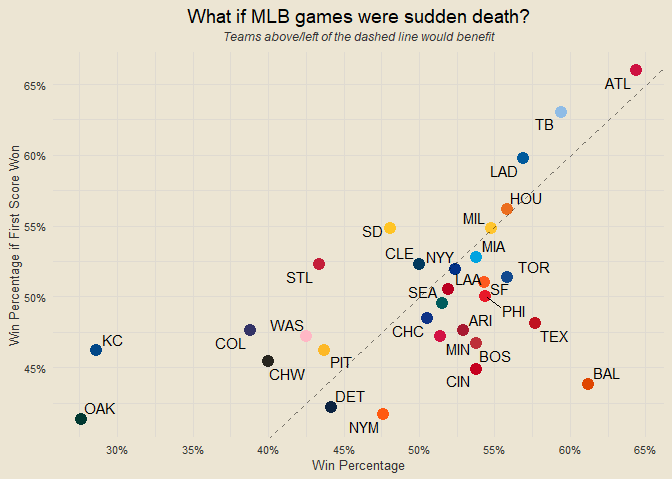 What if MLB games were sudden death?
Teams above/left of the dashed line would benefit
Win Percentage if First Score Won
65%
60%
55%
50%
45%
ATL
TB
LAD
HOU
MIL
SD
MIA
CLE
NYY
TOR
STL
LAA
SF
SEA
PHI
WAS
ARI
CHC
TEX
COL
KC
MIN
BOS
PIT
CHW
CIN
BAL
DET
OAK
NYM
30%
35%
40%
45%
50%
55%
60%
65%
Win Percentage